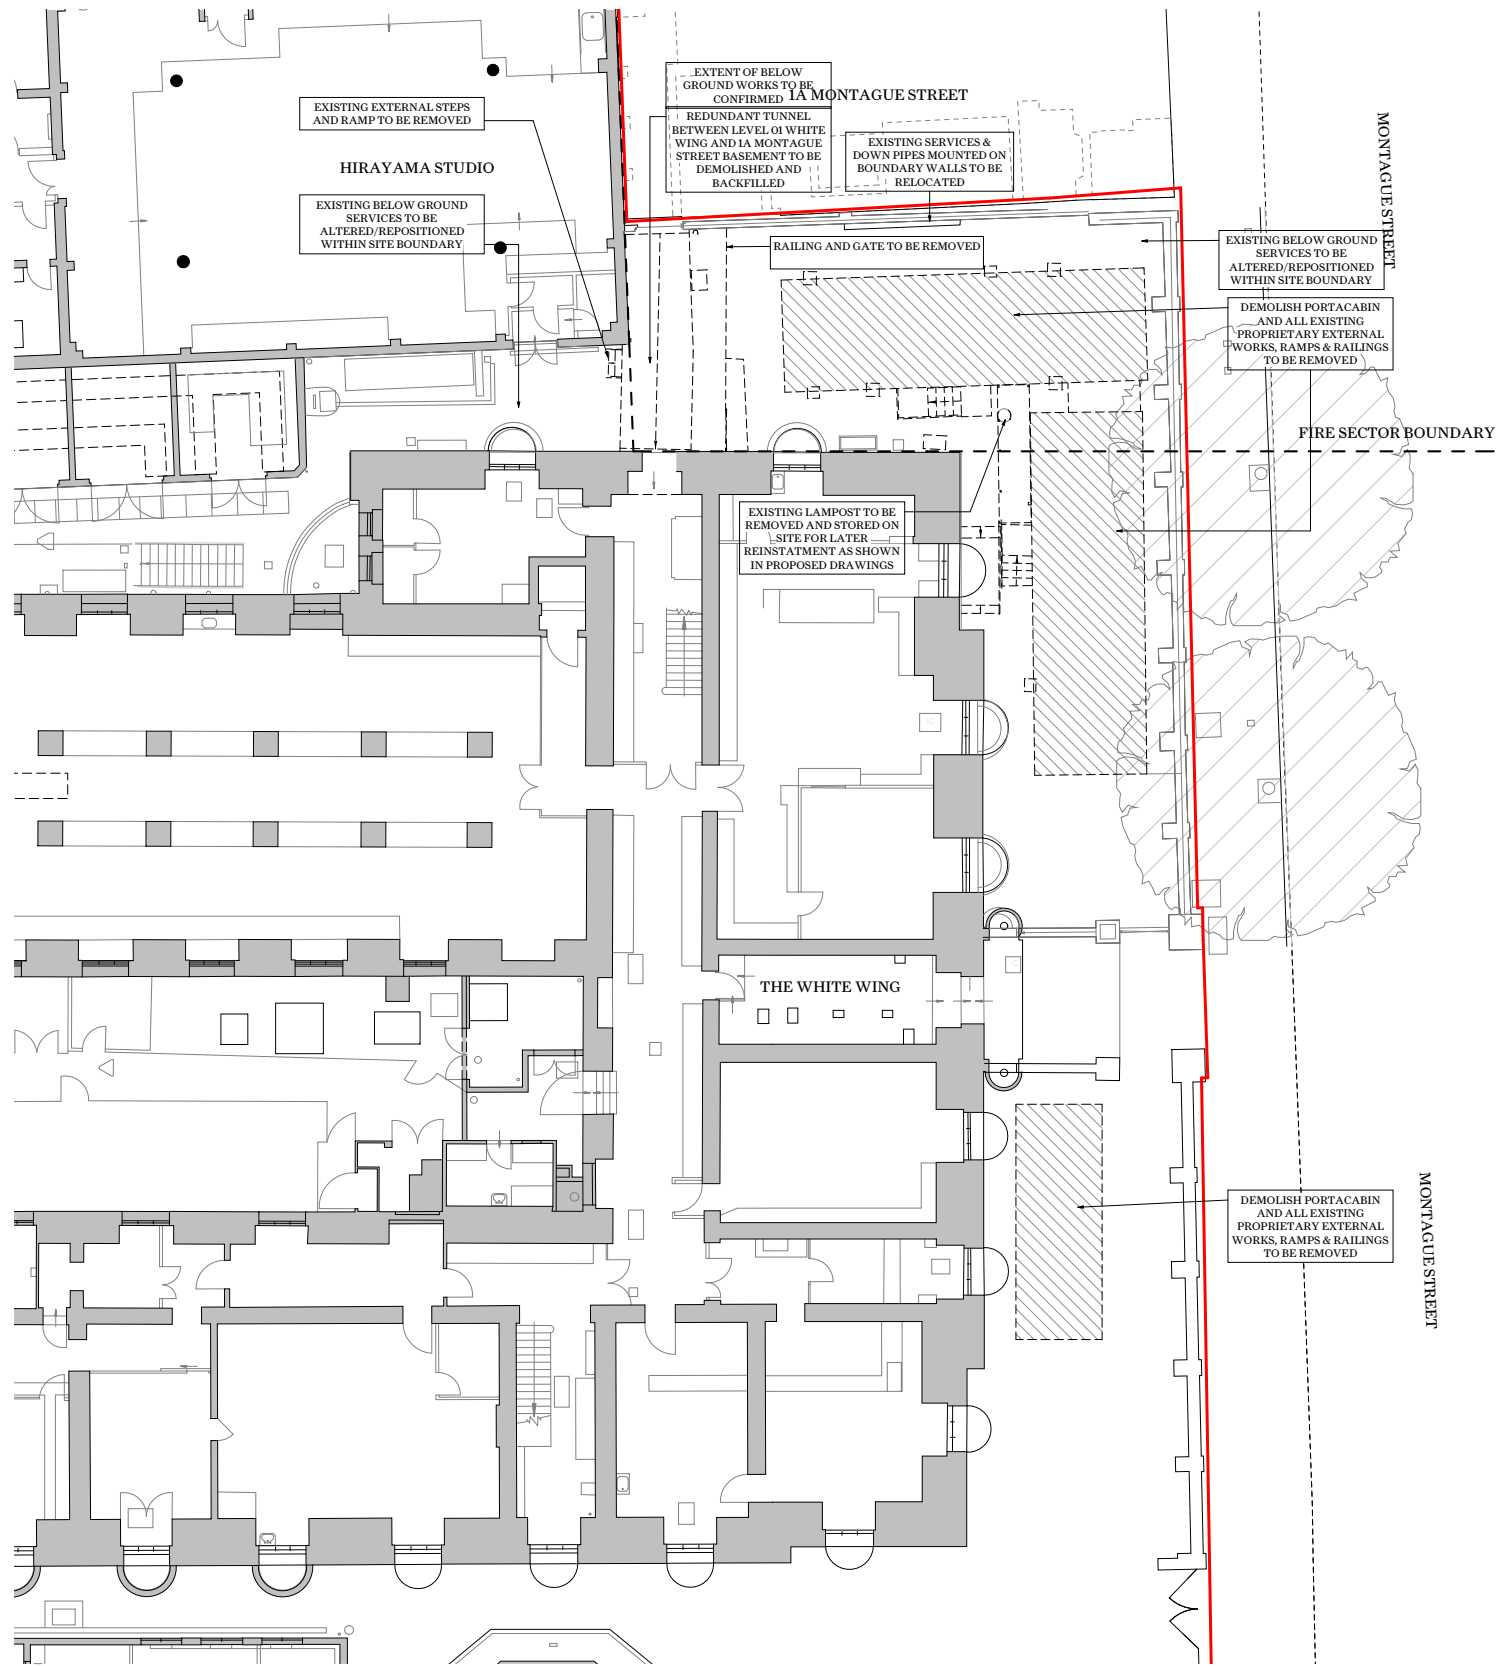 EXTENT OF BELOW
GROUND WORKS TO BE
CONFIRMED
1A MONTAGUE STREET
EXISTING EXTERNAL STEPS
AND RAMP TO BE REMOVED
REDUNDANT TUNNEL
BETWEEN LEVEL 01 WHITE
WING AND 1A MONTAGUE
STREET BASEMENT TO BE
DEMOLISHED AND
BACKFILLED
EXISTING SERVICES &
DOWN PIPES MOUNTED ON
BOUNDARY WALLS TO BE
RELOCATED
MONTAGUE STREET
HIRAYAMA STUDIO
EXISTING BELOW GROUND
SERVICES TO BE
ALTERED/REPOSITIONED
WITHIN SITE BOUNDARY
RAILING AND GATE TO BE REMOVED
EXISTING BELOW GROUND
SERVICES TO BE
ALTERED/REPOSITIONED
WITHIN SITE BOUNDARY
DEMOLISH PORTACABIN
AND ALL EXISTING
PROPRIETARY EXTERNAL
WORKS, RAMPS & RAILINGS
TO BE REMOVED
FIRE SECTOR BOUNDARY
EXISTING LAMPOST TO BE
REMOVED AND STORED ON
SITE FOR LATER
REINSTATMENT AS SHOWN
IN PROPOSED DRAWINGS
THE WHITE WING
DEMOLISH PORTACABIN
AND ALL EXISTING
PROPRIETARY EXTERNAL
WORKS, RAMPS & RAILINGS
TO BE REMOVED
MONTAGUE STREET